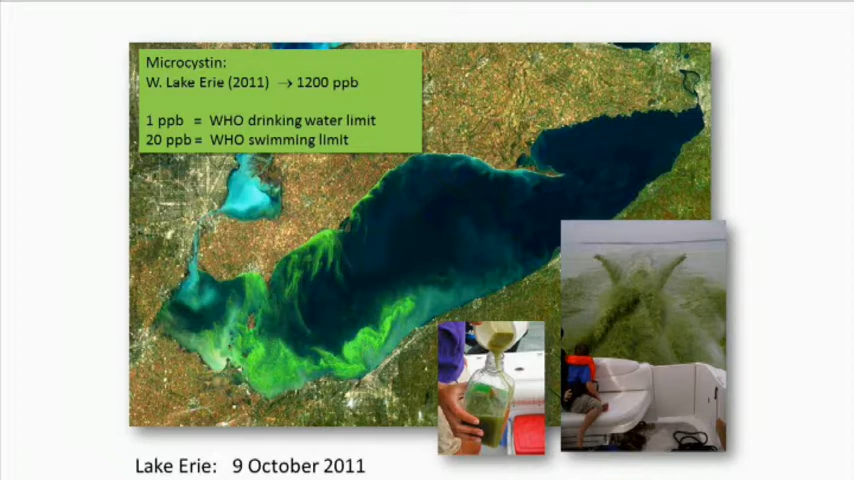 Microcystin:
W. Lake Erie (2011) → 1200 ppb
1 ppb = WHO drinking water limit
20 ppb = WHO swimming limit
Lake Erie: 9 October 2011